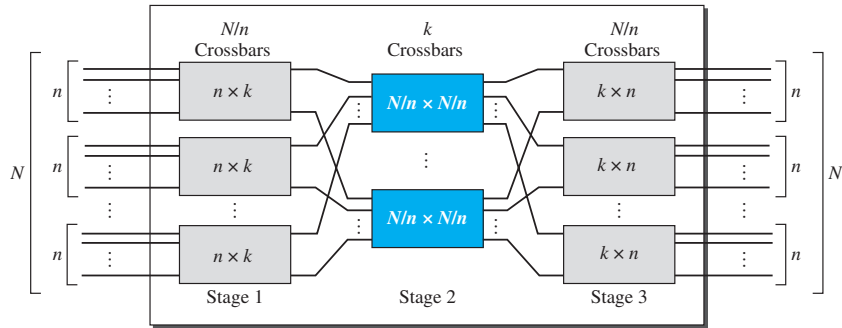 N/n
Crossbars
k
Crossbars
N/n
Crossbars
n
n × k
N/n × N/n
k × n
n
⋮
⋮
⋮
⋮
N
n
n × k
⋮
k × n
n
N
⋮
⋮
⋮
⋮
⋮
⋮
N/n × N/n
n
n × k
⋮
⋮
k × n
n
⋮
⋮
Stage 1
Stage 2
Stage 3